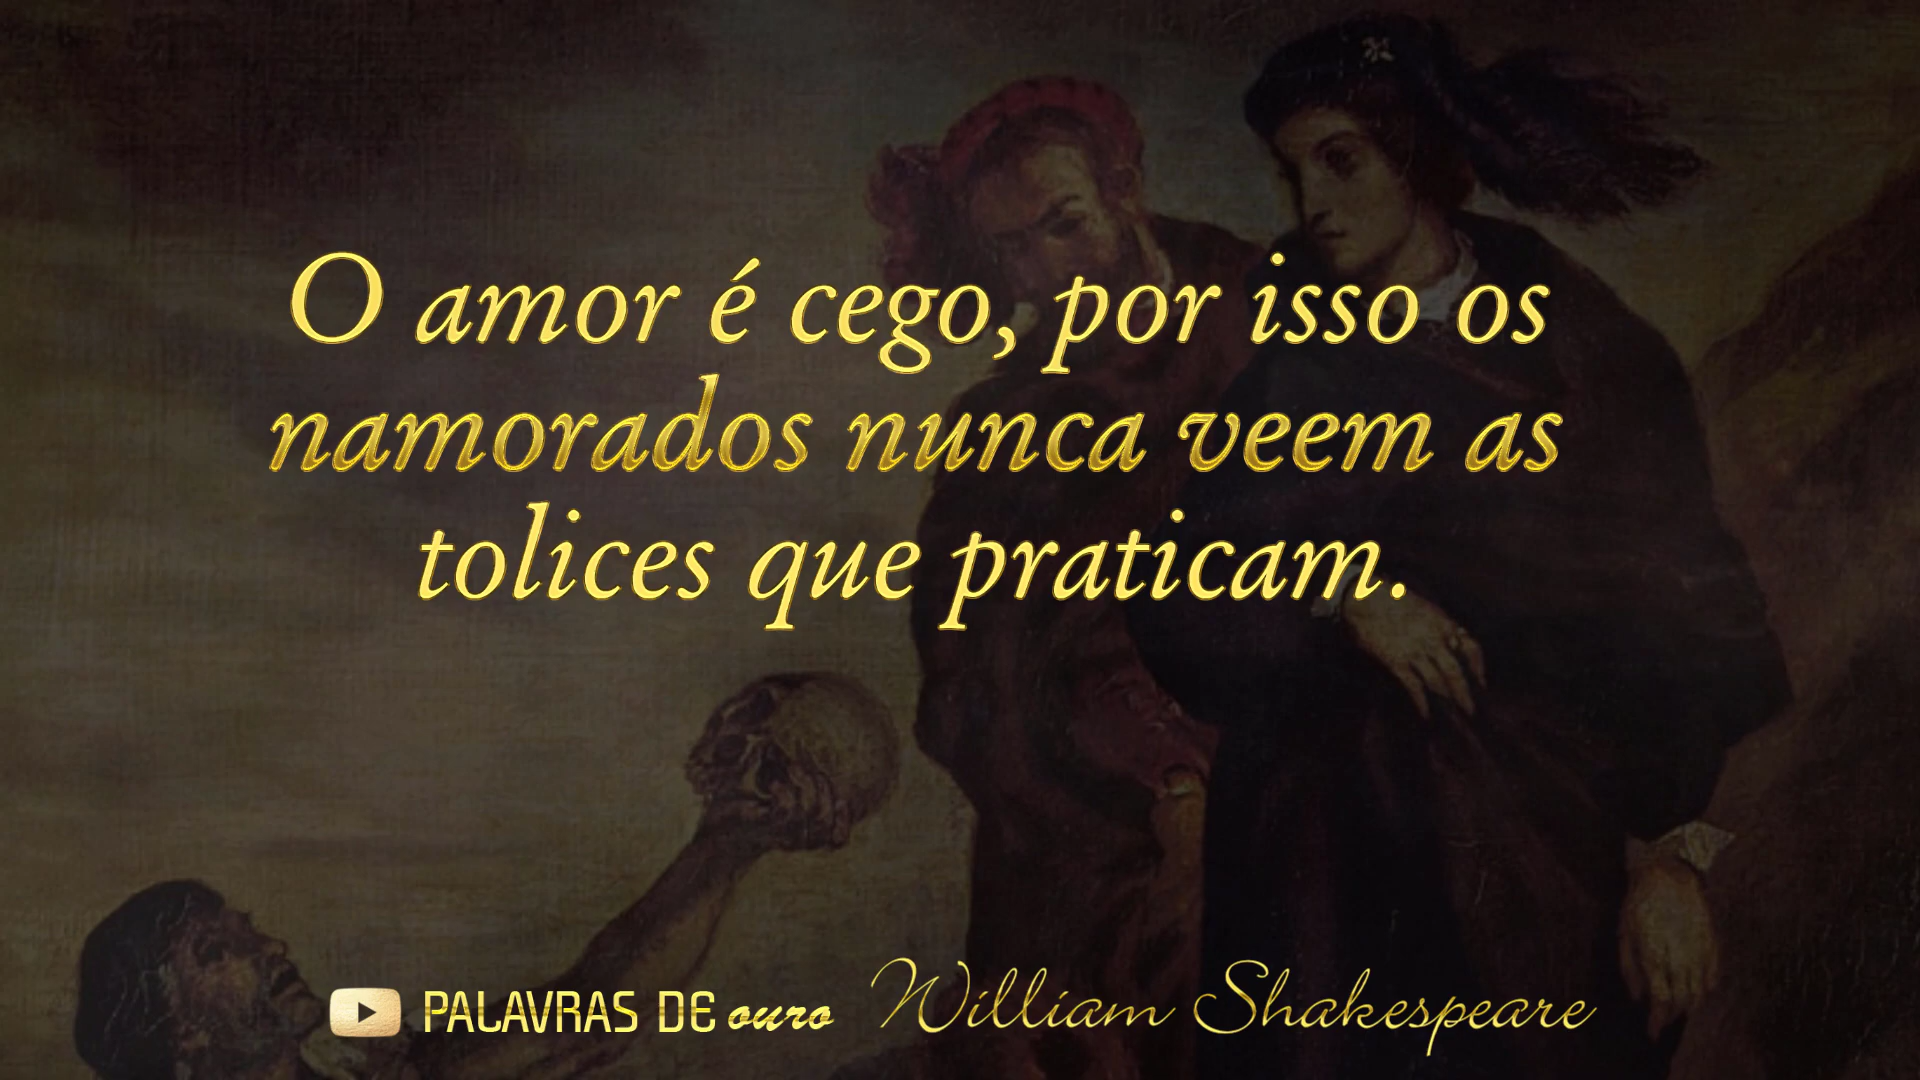 O amor é cego, por isso os
namorados nunca veem as
tolices que praticam.
PALAVRAS DE ouro William Shakespeare